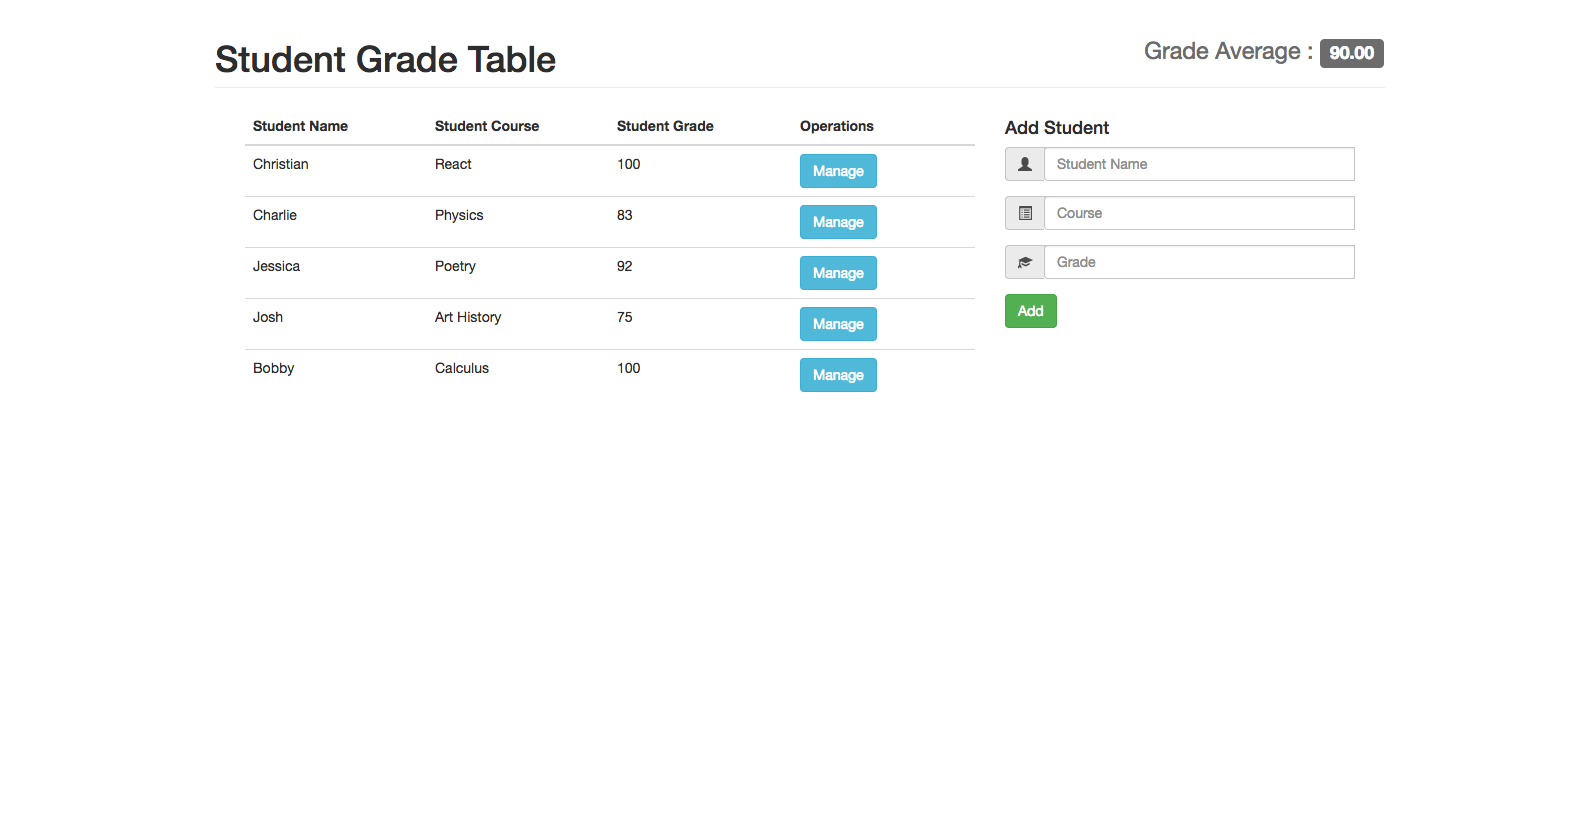 Student Grade Table
Grade Average : 90.00
Student Name Student Course Student Grade Operations
Christian React 100 Manage
Charlie Physics 83 Manage
Jessica Poetry 92 Manage
Josh Art History 75 Manage
Bobby Calculus 100 Manage
Add Student
Student Name
Course
Grade
Add